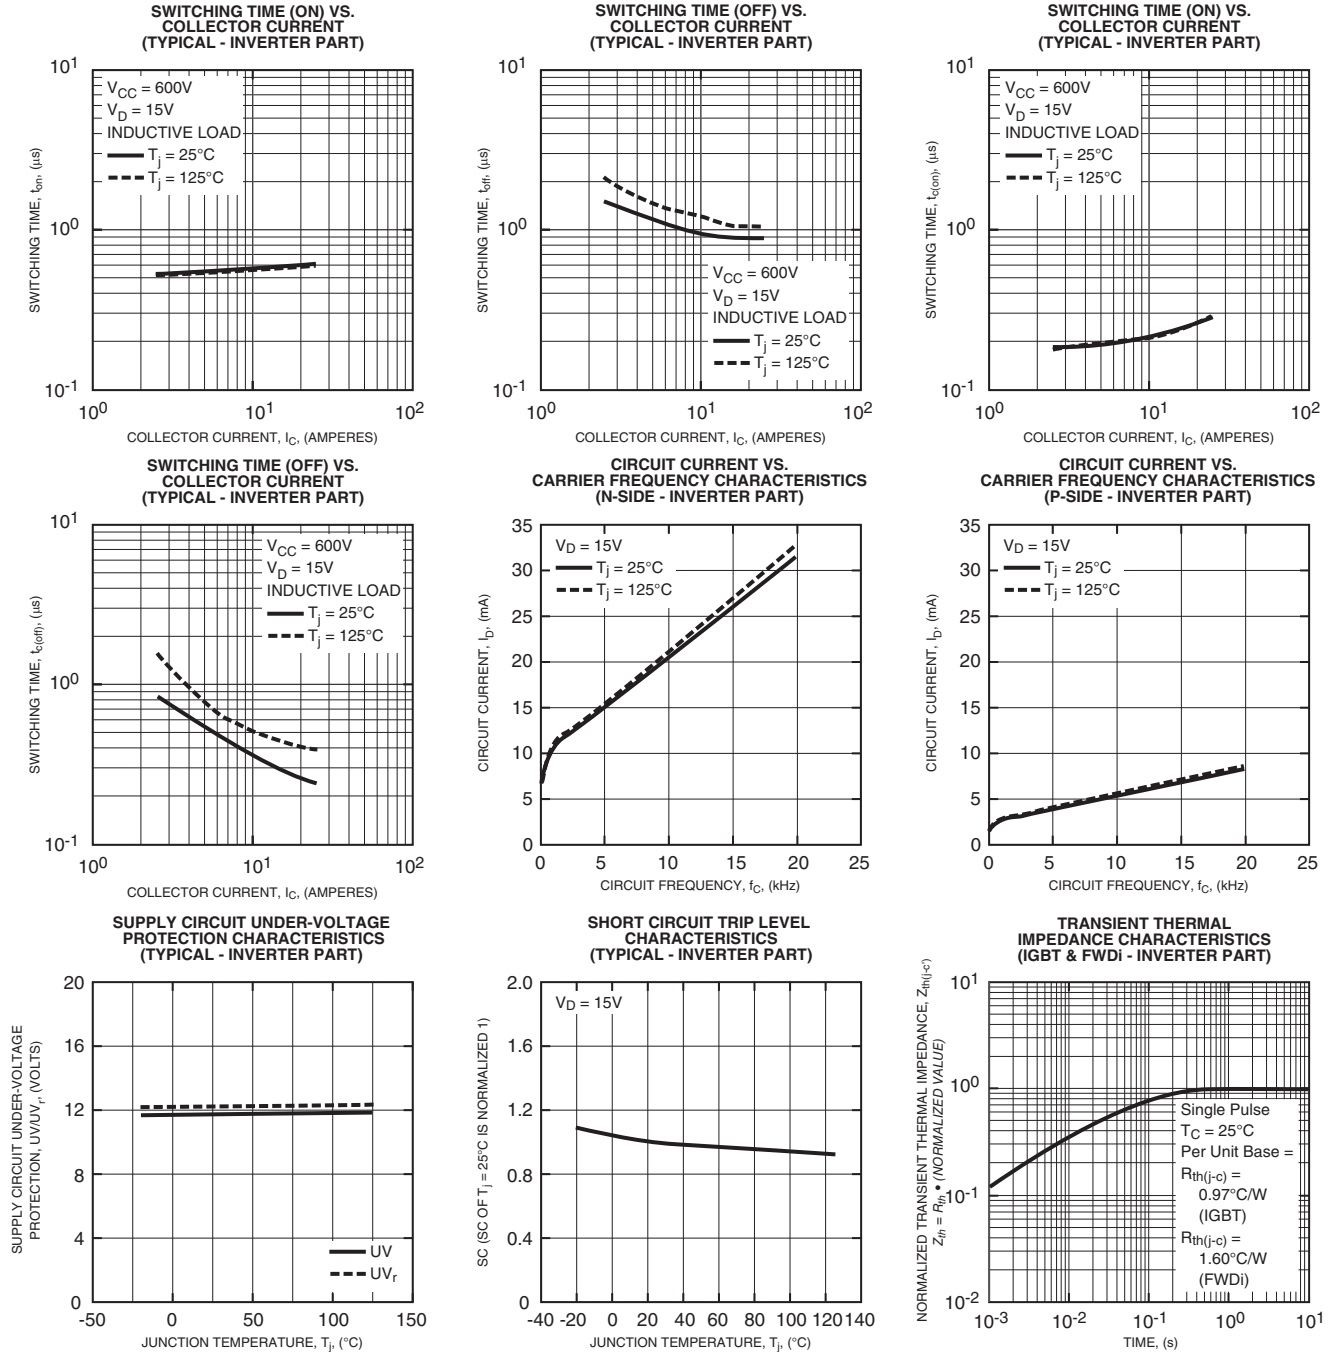 SWITCHING TIME (ON) VS.
COLLECTOR CURRENT
(TYPICAL - INVERTER PART)
SWITCHING TIME, t_on, (μs)
10^1
10^0
10^-1
V_CC = 600V
V_D = 15V
INDUCTIVE LOAD
T_j = 25°C
T_j = 125°C
10^0 10^1 10^2
COLLECTOR CURRENT, I_C, (AMPERES)
SWITCHING TIME (OFF) VS.
COLLECTOR CURRENT
(TYPICAL - INVERTER PART)
SWITCHING TIME, t_off, (μs)
10^1
10^0
10^-1
V_CC = 600V
V_D = 15V
INDUCTIVE LOAD
T_j = 25°C
T_j = 125°C
10^0 10^1 10^2
COLLECTOR CURRENT, I_C, (AMPERES)
SWITCHING TIME (ON) VS.
COLLECTOR CURRENT
(TYPICAL - INVERTER PART)
SWITCHING TIME, t_c(on), (μs)
10^1
10^0
10^-1
V_CC = 600V
V_D = 15V
INDUCTIVE LOAD
T_j = 25°C
T_j = 125°C
10^0 10^1 10^2
COLLECTOR CURRENT, I_C, (AMPERES)
SWITCHING TIME (OFF) VS.
COLLECTOR CURRENT
(TYPICAL - INVERTER PART)
SWITCHING TIME, t_c(off), (μs)
10^1
10^0
10^-1
V_CC = 600V
V_D = 15V
INDUCTIVE LOAD
T_j = 25°C
T_j = 125°C
10^0 10^1 10^2
COLLECTOR CURRENT, I_C, (AMPERES)
CIRCUIT CURRENT VS.
CARRIER FREQUENCY CHARACTERISTICS
(N-SIDE - INVERTER PART)
CIRCUIT CURRENT, I_D, (mA)
35
30
25
20
15
10
5
0
V_D = 15V
T_j = 25°C
T_j = 125°C
0 5 10 15 20 25
CIRCUIT FREQUENCY, f_C, (kHz)
CIRCUIT CURRENT VS.
CARRIER FREQUENCY CHARACTERISTICS
(P-SIDE - INVERTER PART)
CIRCUIT CURRENT, I_D, (mA)
35
30
25
20
15
10
5
0
V_D = 15V
T_j = 25°C
T_j = 125°C
0 5 10 15 20 25
CIRCUIT FREQUENCY, f_C, (kHz)
SUPPLY CIRCUIT UNDER-VOLTAGE
PROTECTION CHARACTERISTICS
(TYPICAL - INVERTER PART)
SUPPLY CIRCUIT UNDER-VOLTAGE
PROTECTION, UV/UV_r, (VOLTS)
20
16
12
8
4
0
UV
UV_r
-50 0 50 100 150
JUNCTION TEMPERATURE, T_j, (°C)
SHORT CIRCUIT TRIP LEVEL
CHARACTERISTICS
(TYPICAL - INVERTER PART)
SC (SC OF T_j = 25°C IS NORMALIZED 1)
2.0
1.6
1.2
0.8
0.4
0
V_D = 15V
-40 -20 0 20 40 60 80 100 120 140
JUNCTION TEMPERATURE, T_j, (°C)
TRANSIENT THERMAL
IMPEDANCE CHARACTERISTICS
(IGBT & FWDi - INVERTER PART)
NORMALIZED TRANSIENT THERMAL IMPEDANCE, Z_th(j-c')
Z_th = R_th • (NORMALIZED VALUE)
10^1
10^0
10^-1
10^-2
Single Pulse
T_C = 25°C
Per Unit Base =
R_th(j-c) =
0.97°C/W
(IGBT)
R_th(j-c) =
1.60°C/W
(FWDi)
10^-3 10^-2 10^-1 10^0 10^1
TIME, (s)